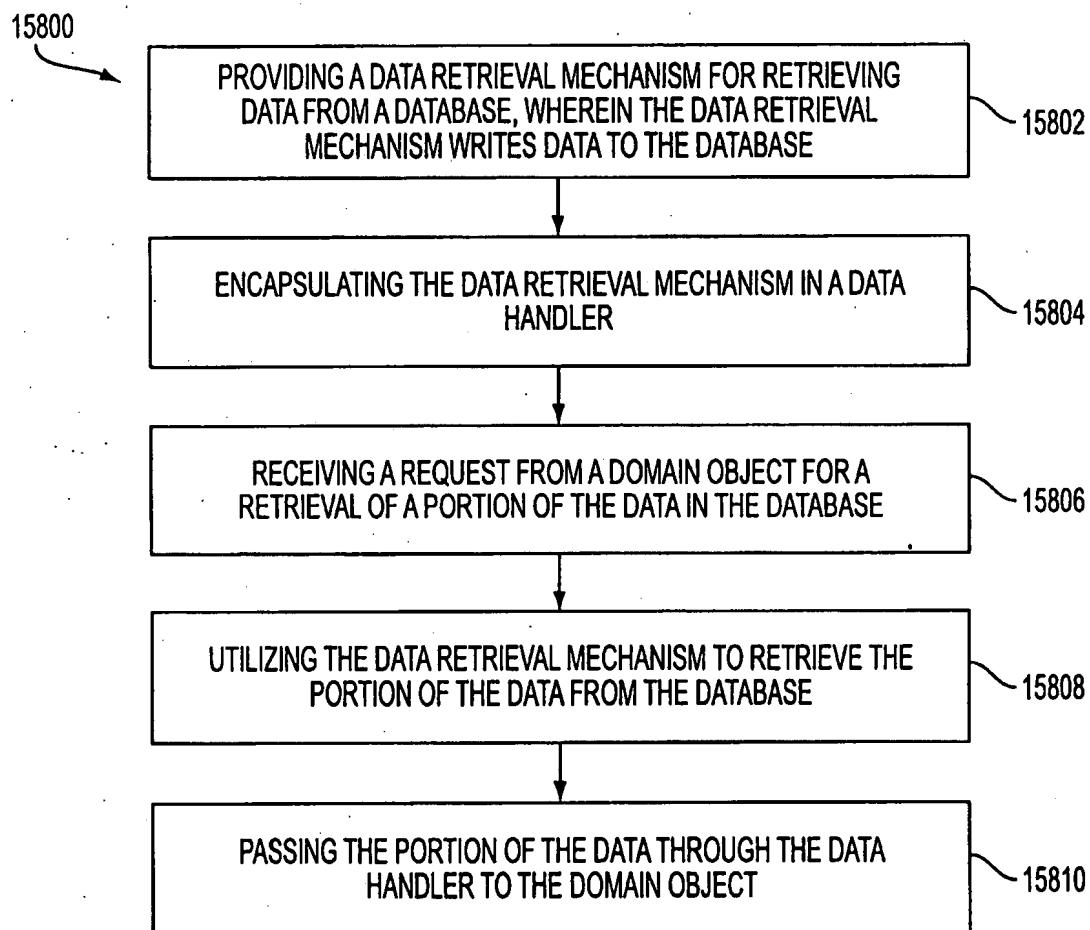 15800
PROVIDING A DATA RETRIEVAL MECHANISM FOR RETRIEVING
DATA FROM A DATABASE, WHEREIN THE DATA RETRIEVAL
MECHANISM WRITES DATA TO THE DATABASE
15802
ENCAPSULATING THE DATA RETRIEVAL MECHANISM IN A DATA
HANDLER
15804
RECEIVING A REQUEST FROM A DOMAIN OBJECT FOR A
RETRIEVAL OF A PORTION OF THE DATA IN THE DATABASE
15806
UTILIZING THE DATA RETRIEVAL MECHANISM TO RETRIEVE THE
PORTION OF THE DATA FROM THE DATABASE
15808
PASSING THE PORTION OF THE DATA THROUGH THE DATA
HANDLER TO THE DOMAIN OBJECT
15810